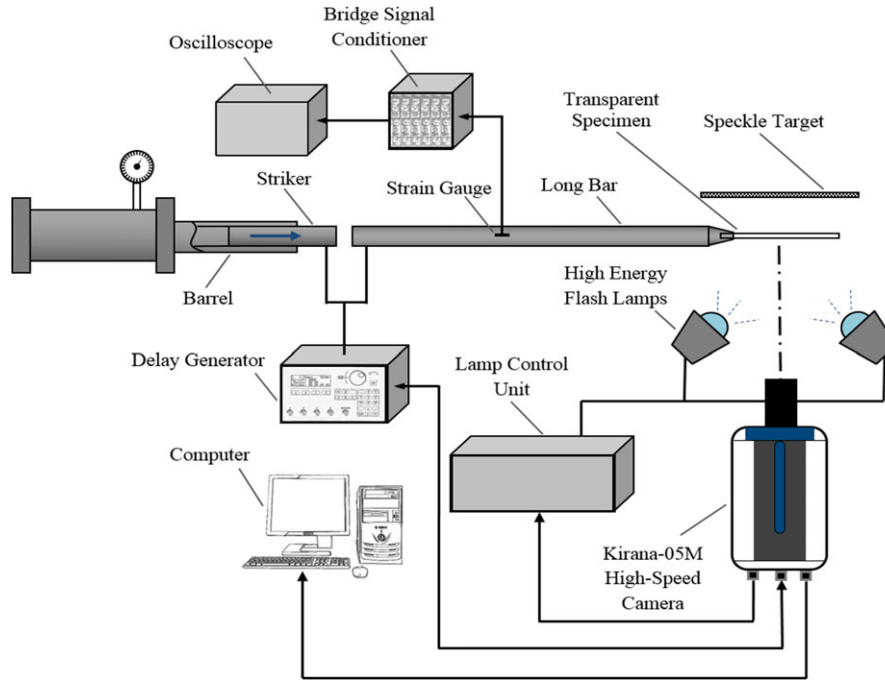 Bridge Signal
Conditioner
Oscilloscope
Transparent
Specimen
Speckle Target
Striker
Strain Gauge
Long Bar
Barrel
High Energy
Flash Lamps
Delay Generator
Lamp Control
Unit
Computer
Kirana-05M
High-Speed
Camera